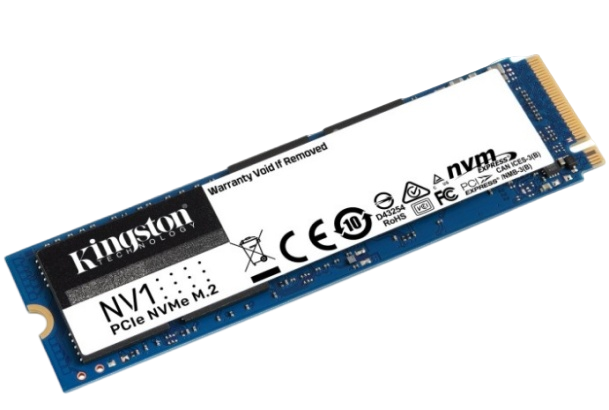 Warranty Void If Removed
Kingston
TECHNOLOGY
NV1
PCIe NVMe M.2
CE
10
D43254
RoHS
VCI
FC
nvm
EXPRESS
PCI
EXPRESS
CAN ICES-3(B)
/NMB-3(B)